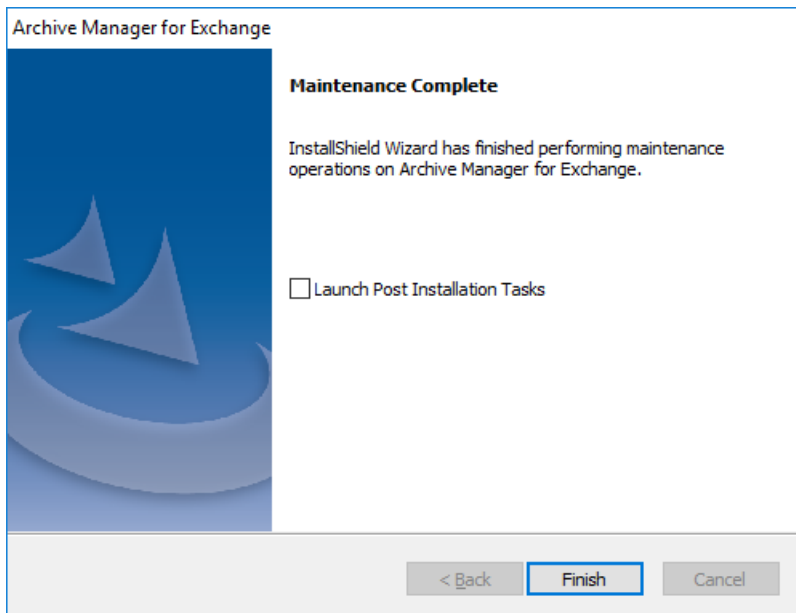 Archive Manager for Exchange
Maintenance Complete
InstallShield Wizard has finished performing maintenance
operations on Archive Manager for Exchange.
Launch Post Installation Tasks
< Back Finish Cancel